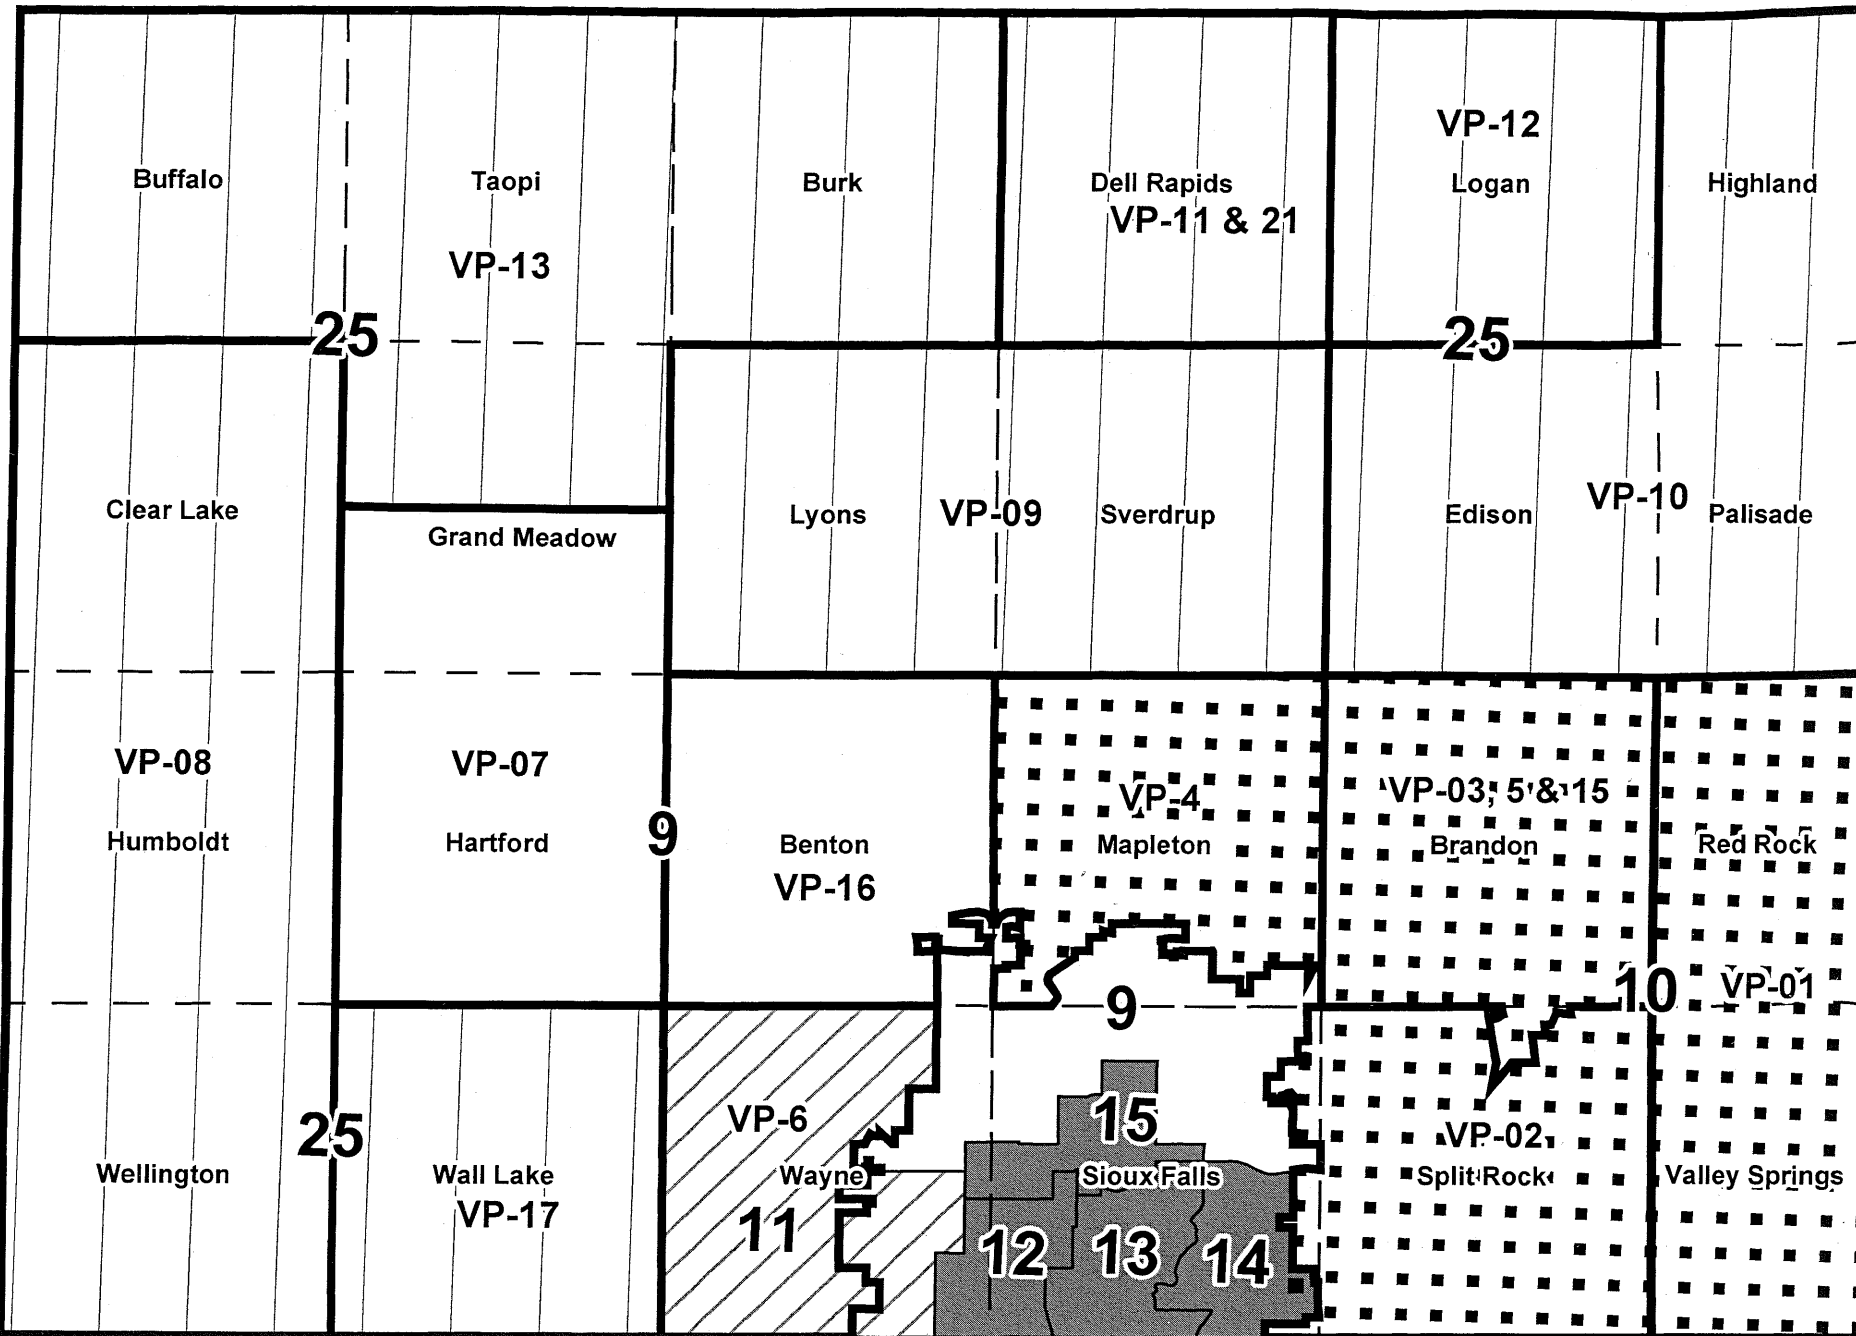 VP-12
Buffalo
Taopi
Burk
Dell Rapids
Logan
Highland
VP-11 & 21
VP-13
25
25
Clear Lake
Grand Meadow
Lyons
VP-09
Sverdrup
Edison
VP-10
Palisade
VP-08
VP-07
VP-4
VP-03, 5 & 15
Humboldt
Hartford
9
Benton
Mapleton
Brandon
Red Rock
VP-16
10
VP-01
9
VP-6
15
25
VP-02
Wellington
Wall Lake
Wayne
Sioux Falls
Split Rock
Valley Springs
VP-17
11
12
13
14